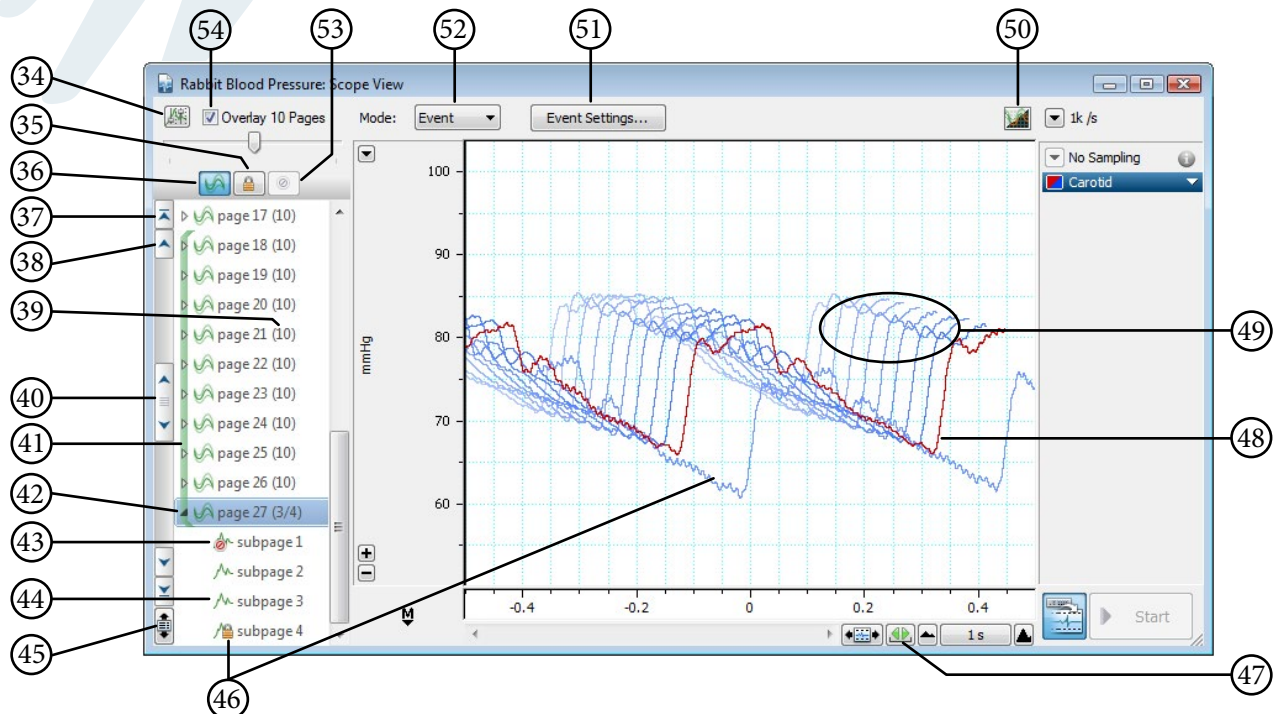 54
53
52
51
50
34
Rabbit Blood Pressure: Scope View
Overlay 10 Pages
Mode:
Event
Event Settings...
1k /s
35
36
No Sampling
Carotid
37
page 17 (10)
38
page 18 (10)
page 19 (10)
39
page 20 (10)
page 21 (10)
page 22 (10)
40
page 23 (10)
41
page 24 (10)
page 25 (10)
page 26 (10)
42
page 27 (3/4)
43
subpage 1
subpage 2
44
subpage 3
45
subpage 4
46
100
90
80
70
60
mmHg
49
48
M
-0.4
-0.2
0
0.2
0.4
1 s
Start
47